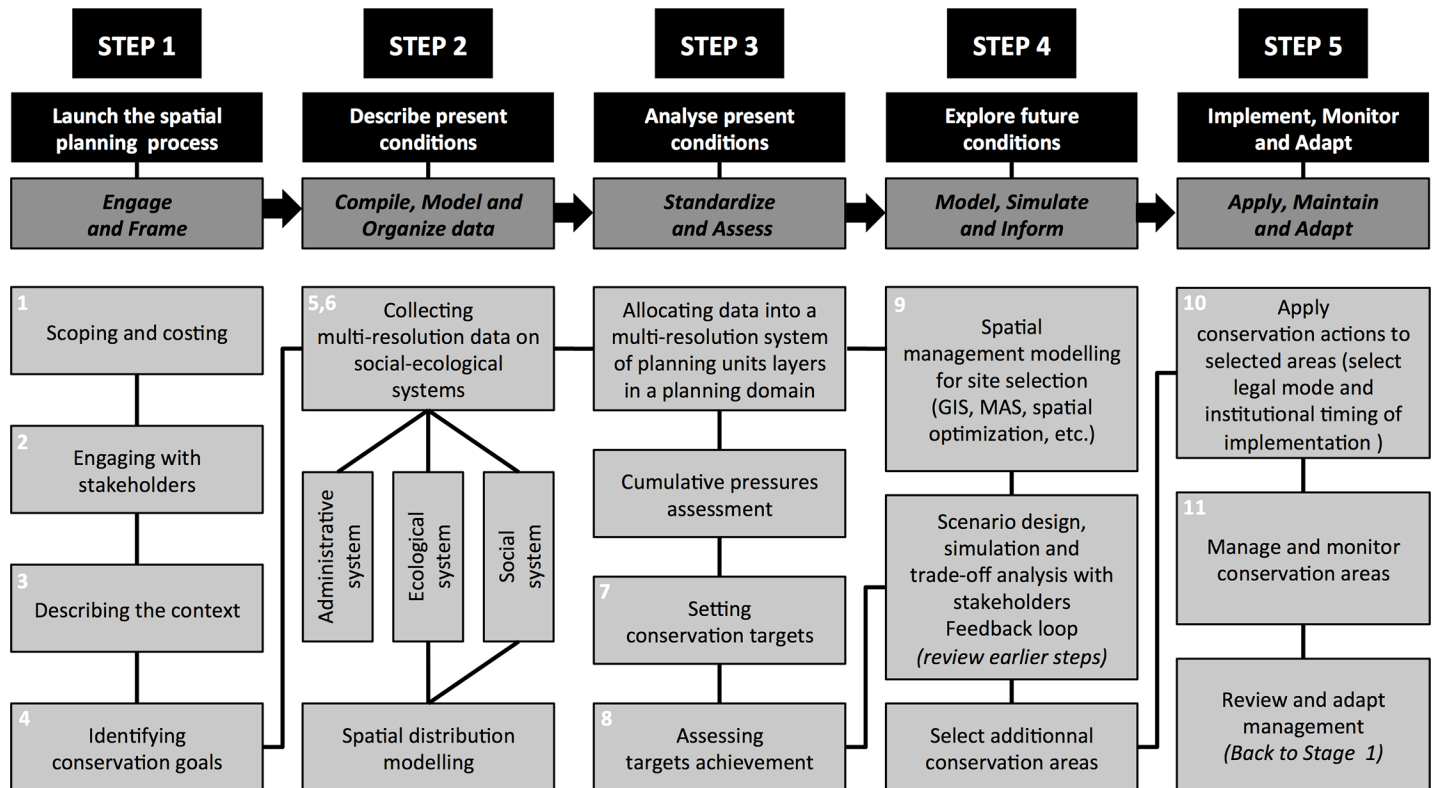 STEP 1
STEP 2
STEP 3
STEP 4
STEP 5
Launch the spatial
planning process
Describe present
conditions
Analyse present
conditions
Explore future
conditions
Implement, Monitor
and Adapt
Engage
and Frame
Compile, Model and
Organize data
Standardize
and Assess
Model, Simulate
and Inform
Apply, Maintain
and Adapt
1
Scoping and costing
2
Engaging with
stakeholders
3
Describing the context
4
Identifying
conservation goals
5,6
Collecting
multi-resolution data on
social-ecological
systems
Administrative
system
Ecological
system
Social
system
Spatial distribution
modelling
Allocating data into a
multi-resolution system
of planning units layers
in a planning domain
Cumulative pressures
assessment
7
Setting
conservation targets
8
Assessing
targets achievement
9
Spatial
management modelling
for site selection
(GIS, MAS, spatial
optimization, etc.)
Scenario design,
simulation and
trade-off analysis with
stakeholders
Feedback loop
(review earlier steps)
Select additionnal
conservation areas
10
Apply
conservation actions to
selected areas (select
legal mode and
institutional timing of
implementation )
11
Manage and monitor
conservation areas
Review and adapt
management
(Back to Stage 1)